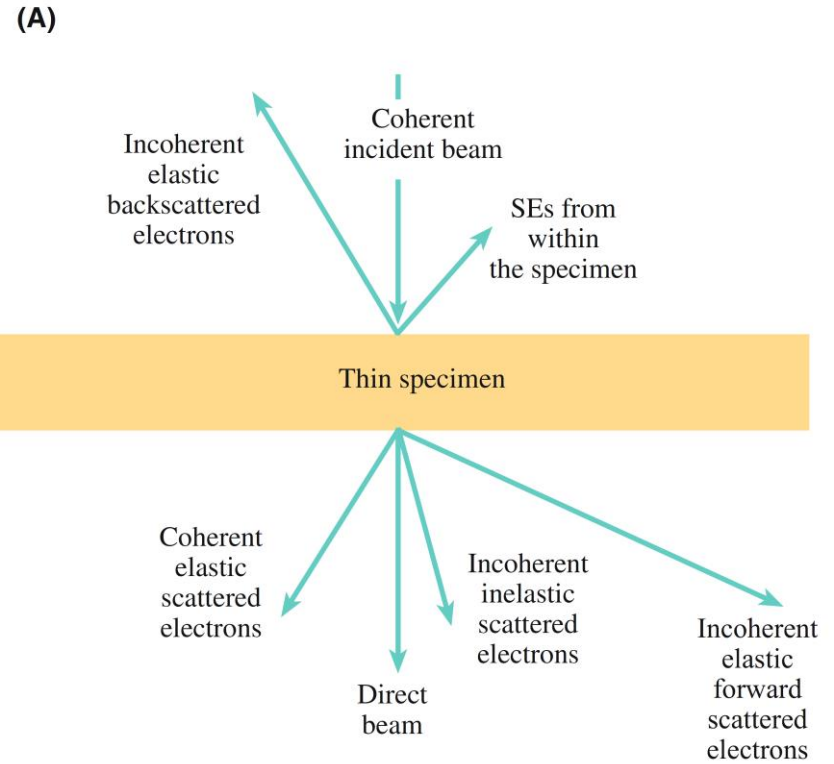 (A)
Coherent
incident beam
Incoherent
elastic
backscattered
electrons
SEs from
within
the specimen
Thin specimen
Coherent
elastic
scattered
electrons
Direct
beam
Incoherent
inelastic
scattered
electrons
Incoherent
elastic
forward
scattered
electrons